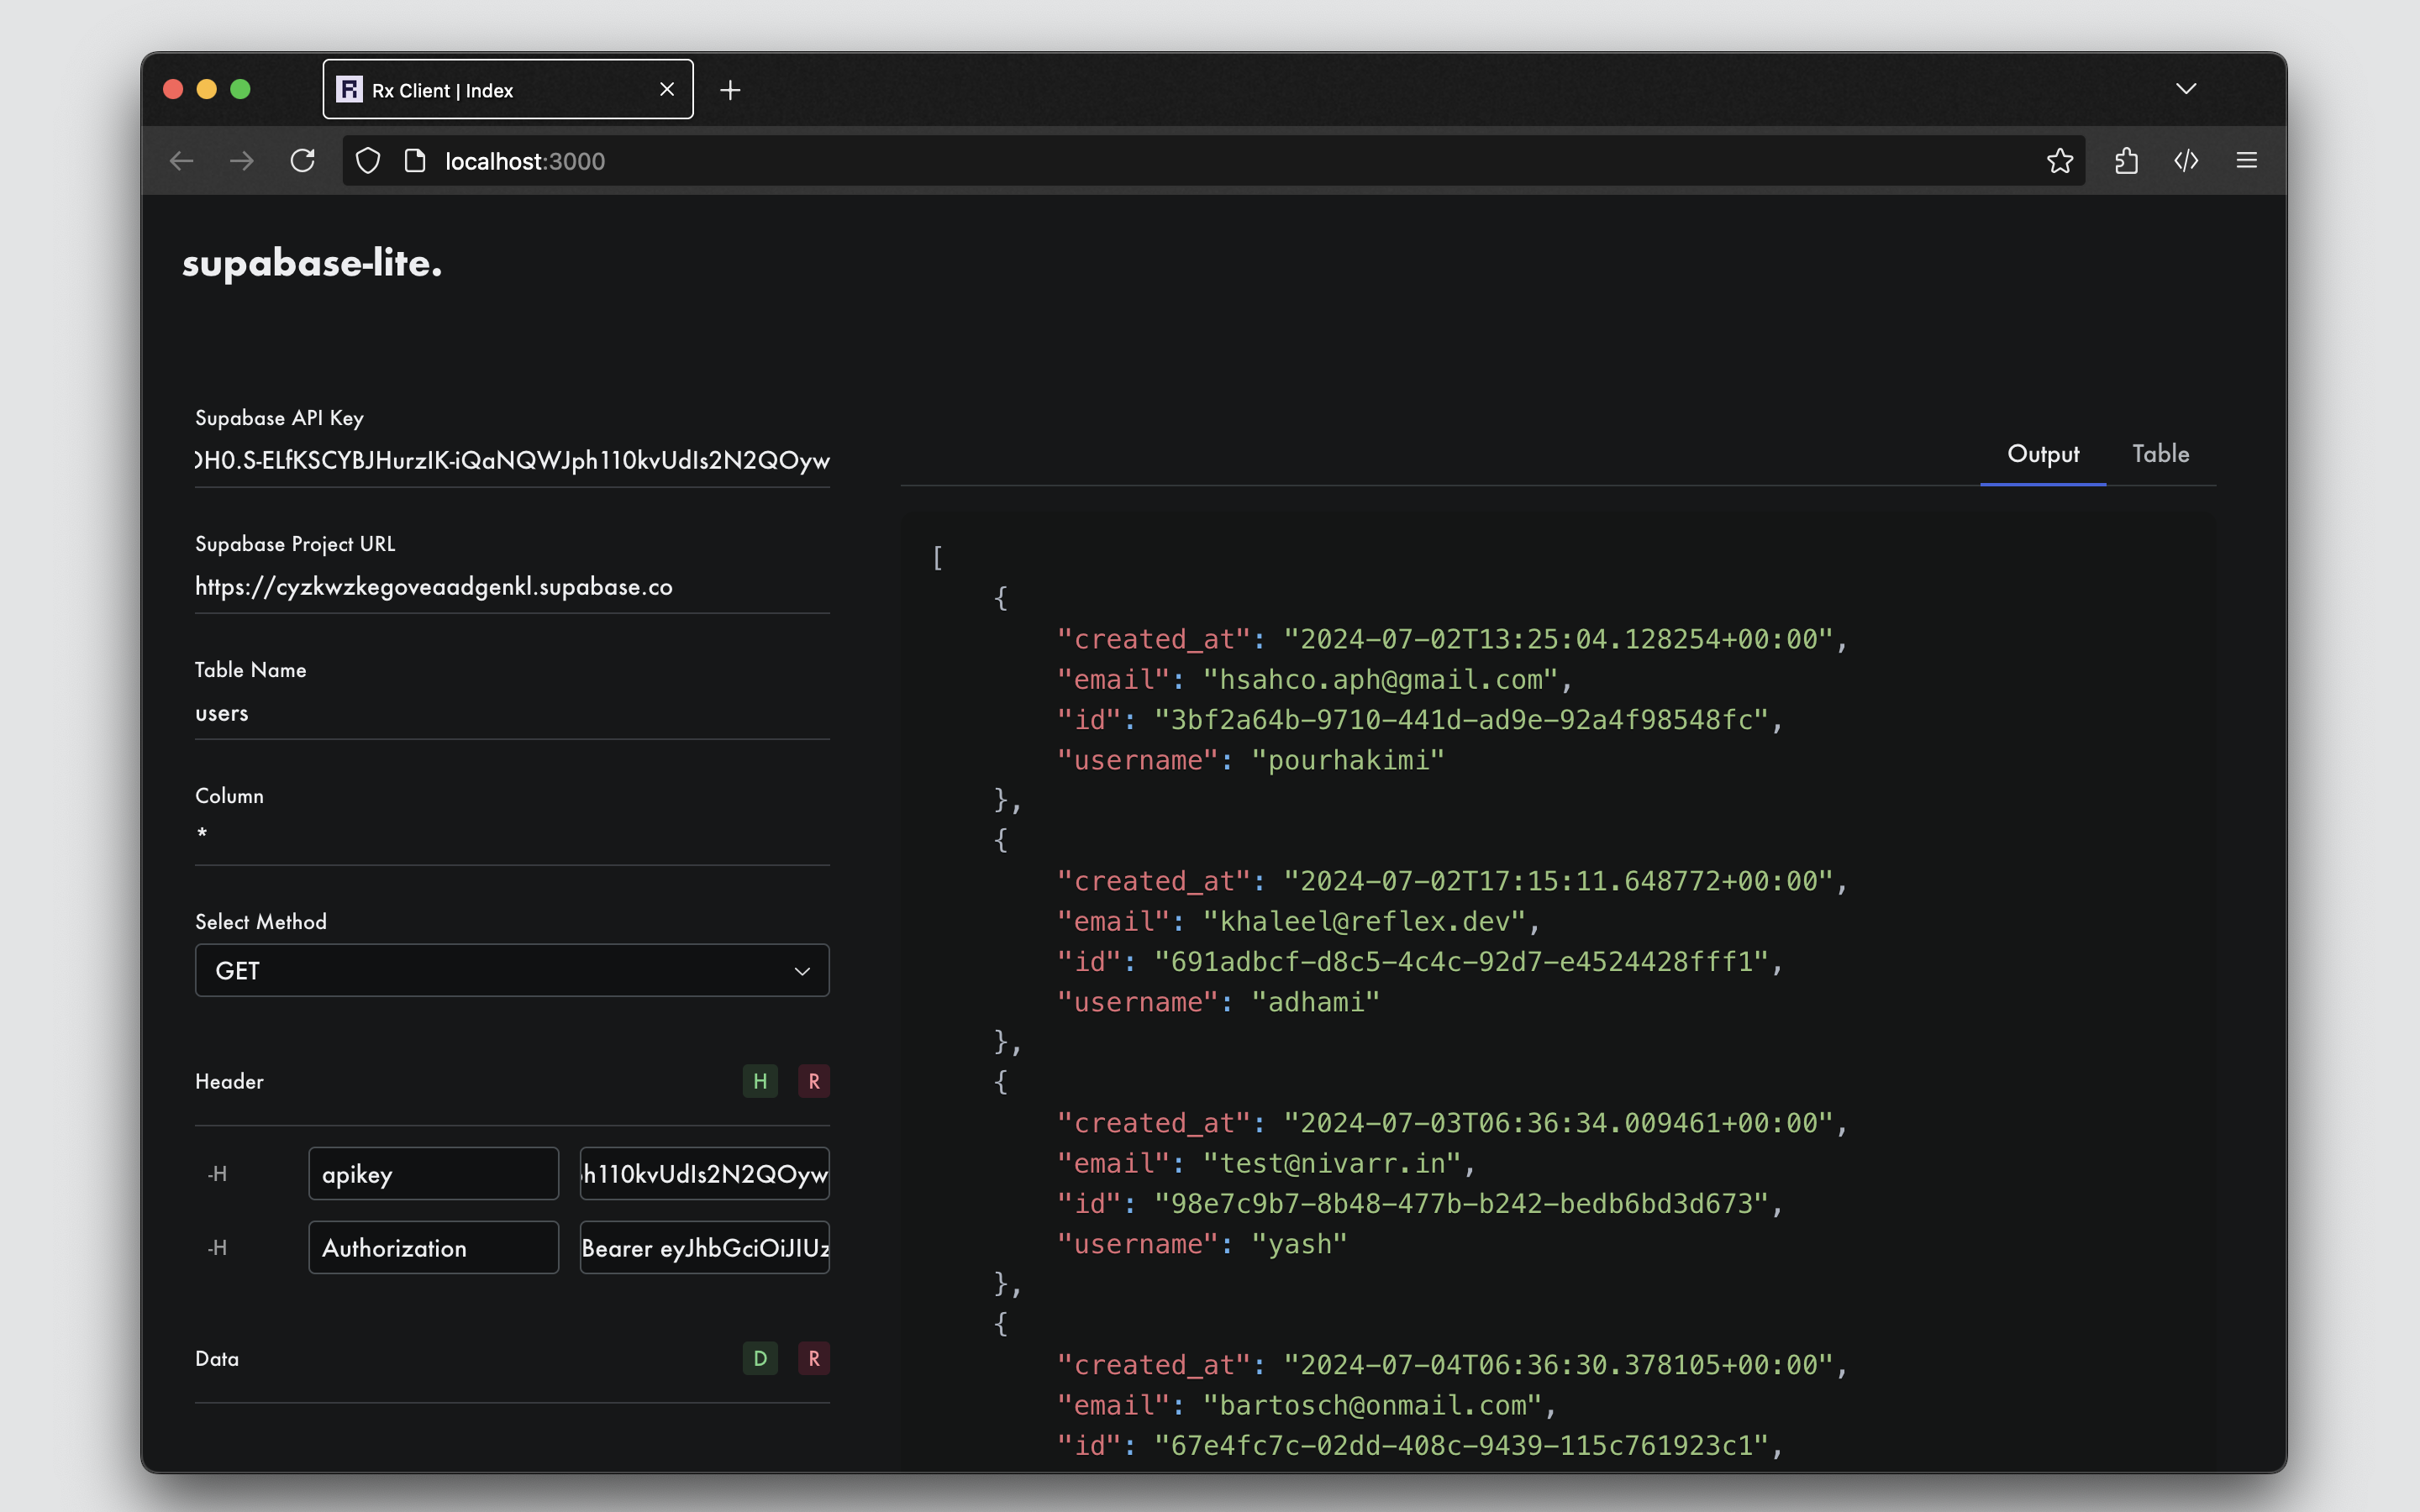 Rx Client | Index
localhost:3000
supabase-lite.
Supabase API Key
H0.S-ELfKSCYBJHurzIK-iQaNQWJph110kvUdIs2N2QOyw
Supabase Project URL
https://cyzkwzkegoveaadgenkl.supabase.co
Table Name
users
Column
*
Select Method
GET
Header
H R
-H apikey h110kvUdIs2N2QOyw
-H Authorization Bearer eyJhbGciOiJIUz
Data
D R
Output Table
[
{
"created_at": "2024-07-02T13:25:04.128254+00:00",
"email": "hsahco.aph@gmail.com",
"id": "3bf2a64b-9710-441d-ad9e-92a4f98548fc",
"username": "pourhakimi"
},
{
"created_at": "2024-07-02T17:15:11.648772+00:00",
"email": "khaleel@reflex.dev",
"id": "691adbcf-d8c5-4c4c-92d7-e4524428fff1",
"username": "adhami"
},
{
"created_at": "2024-07-03T06:36:34.009461+00:00",
"email": "test@nivarr.in",
"id": "98e7c9b7-8b48-477b-b242-bedb6bd3d673",
"username": "yash"
},
{
"created_at": "2024-07-04T06:36:30.378105+00:00",
"email": "bartosch@onmail.com",
"id": "67e4fc7c-02dd-408c-9439-115c761923c1",